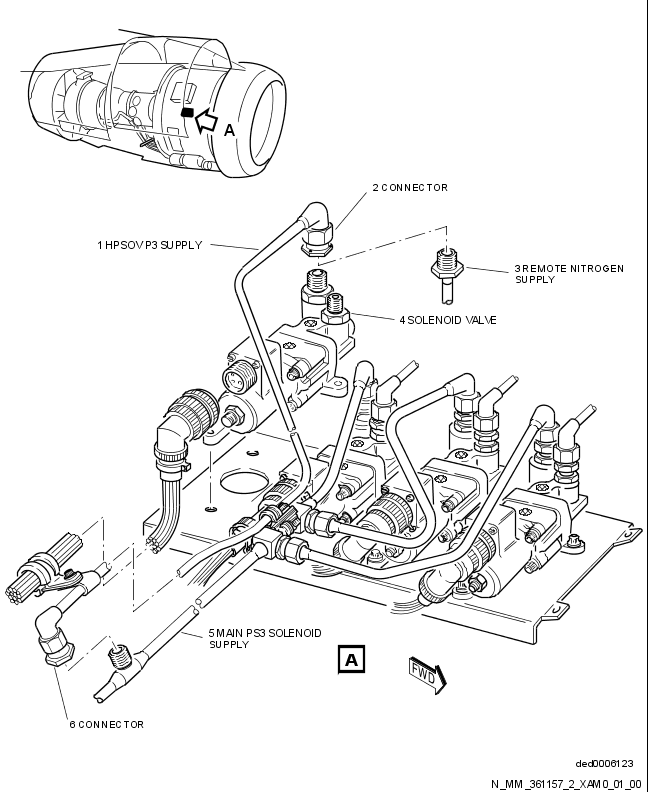 A
2 CONNECTOR
1 HPSOV P3 SUPPLY
3 REMOTE NITROGEN
SUPPLY
4 SOLENOID VALVE
5 MAIN PS3 SOLENOID
SUPPLY
A
FWD
6 CONNECTOR
ded0006123
N_MM_361157_2_XAM0_01_00